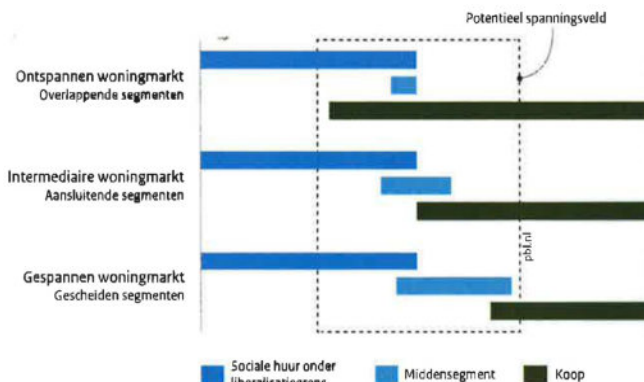 Potentieel spanningsveld
Ontspannen woningmarkt
Overlappende segmenten
Intermediaire woningmarkt
Aansluitende segmenten
pbl.nl
Gespannen woningmarkt
Gescheiden segmenten
Sociale huur onder
liberalisatiegrens
Middensegment
Koop